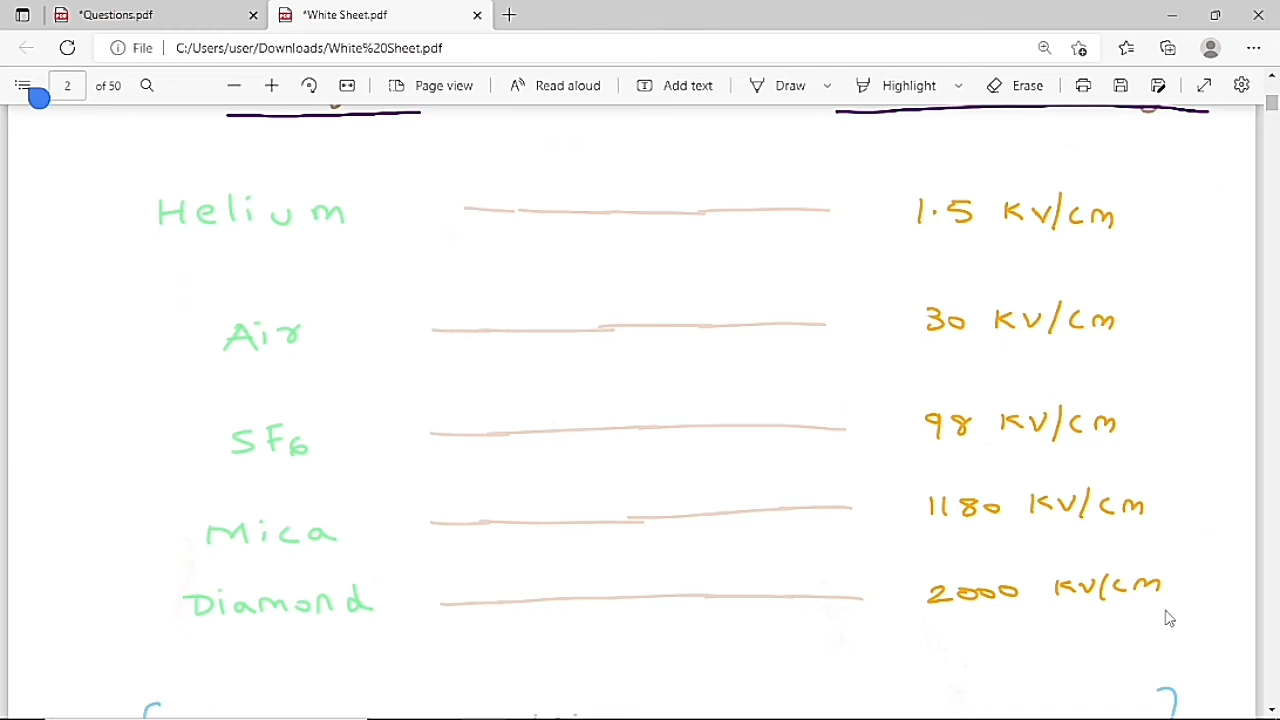 *Questions.pdf *White Sheet.pdf
File C:/Users/user/Downloads/White%20Sheet.pdf
2 of 50 Page view Read aloud Add text Draw Highlight Erase
Helium 1.5 KV/cm
Air 30 KV/cm
SF6 98 KV/cm
Mica 1180 KV/cm
Diamond 2000 KV/cm